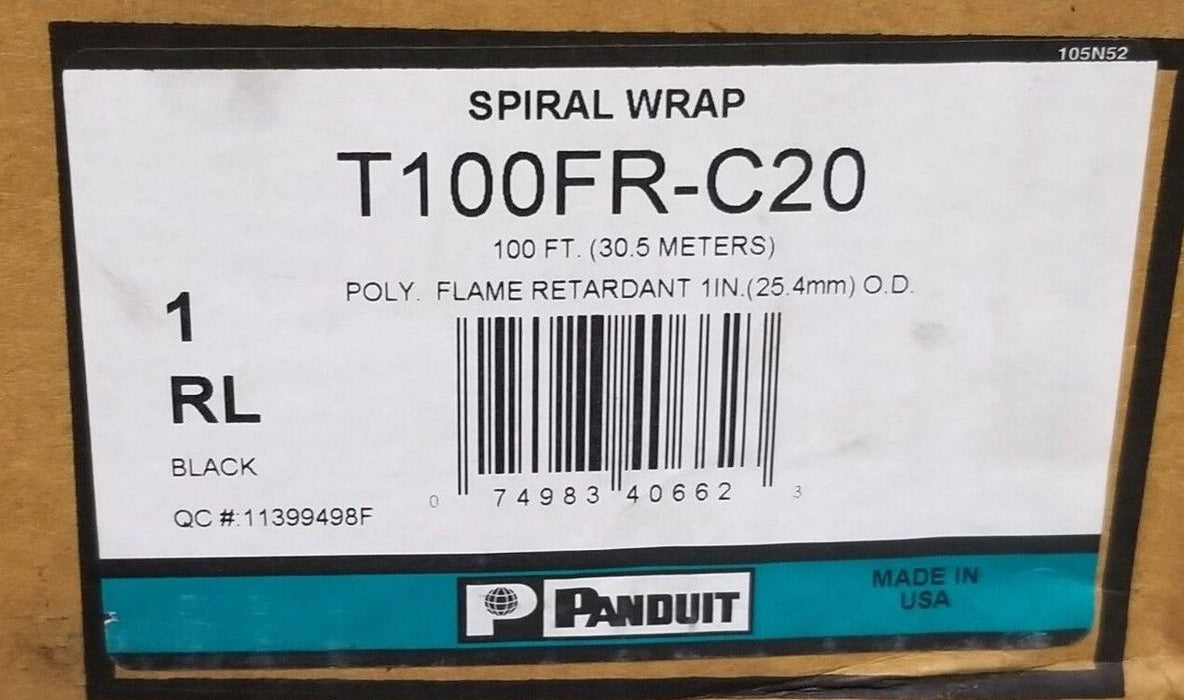 105N52
SPIRAL WRAP
T100FR-C20
100 FT. (30.5 METERS)
POLY. FLAME RETARDANT 1IN.(25.4mm) O.D.
1
RL
BLACK
QC #:11399498F
0 74983 40662 3
P PANDUIT
MADE IN
USA